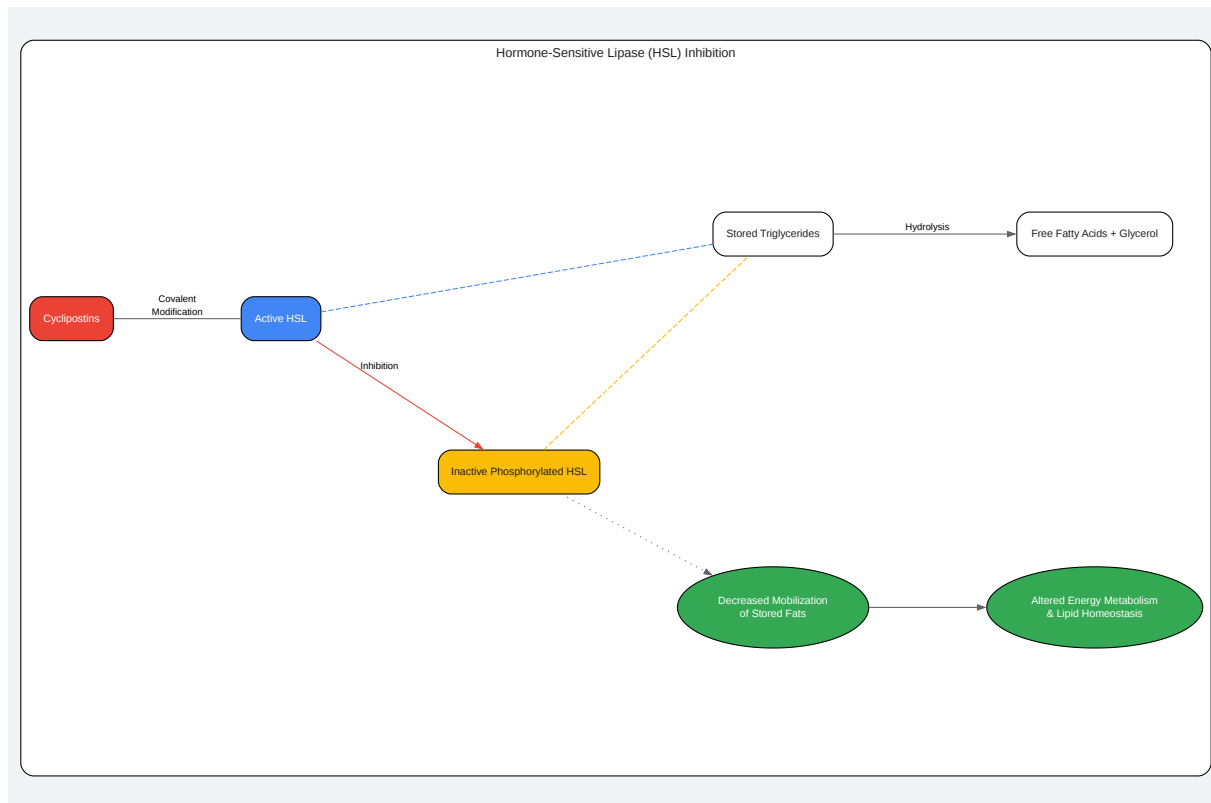 Hormone-Sensitive Lipase (HSL) Inhibition
Stored Triglycerides
Hydrolysis
Free Fatty Acids + Glycerol
Cyclipostins
Covalent
Modification
Active HSL
Inhibition
Inactive Phosphorylated HSL
Decreased Mobilization
of Stored Fats
Altered Energy Metabolism
& Lipid Homeostasis